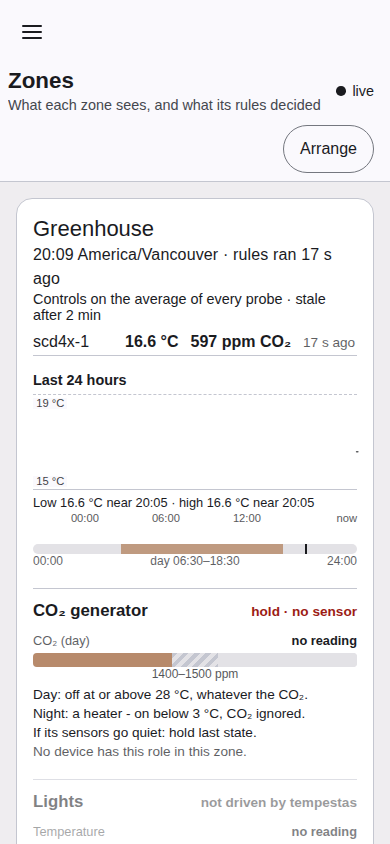 Zones
What each zone sees, and what its rules decided
live
Arrange
Greenhouse
20:09 America/Vancouver · rules ran 17 s
ago
Controls on the average of every probe · stale
after 2 min
scd4x-1 16.6 °C 597 ppm CO₂ 17 s ago
Last 24 hours
19 °C
15 °C
Low 16.6 °C near 20:05 · high 16.6 °C near 20:05
00:00 06:00 12:00 now
00:00 day 06:30–18:30 24:00
CO₂ generator hold · no sensor
CO₂ (day) no reading
1400–1500 ppm
Day: off at or above 28 °C, whatever the CO₂.
Night: a heater - on below 3 °C, CO₂ ignored.
If its sensors go quiet: hold last state.
No device has this role in this zone.
Lights not driven by tempestas
Temperature no reading